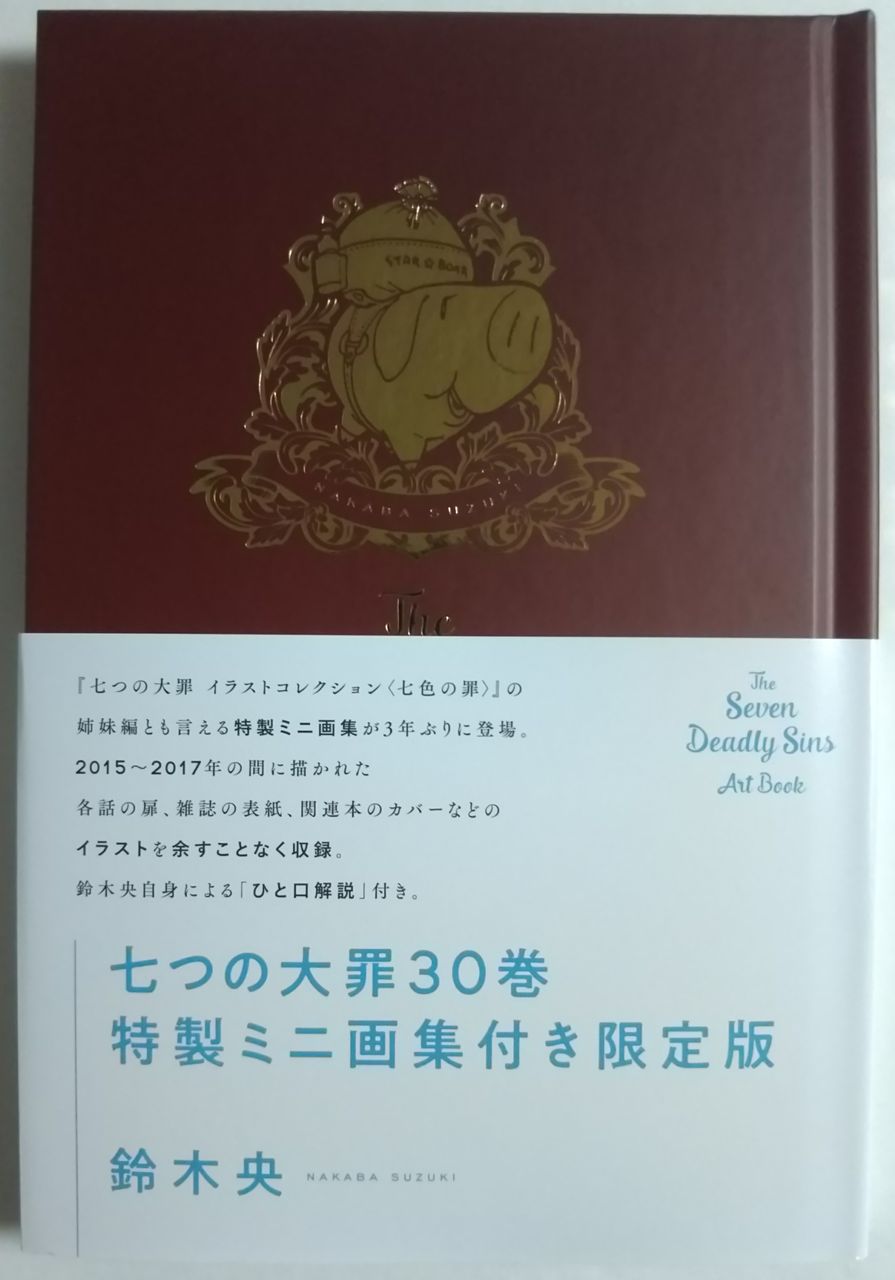 STAR☆BOAR
NAKABA SUZUKI
The
『七つの大罪 イラストコレクション〈七色の罪〉』の
姉妹編とも言える特製ミニ画集が3年ぶりに登場。
2015〜2017年の間に描かれた
各話の扉、雑誌の表紙、関連本のカバーなどの
イラストを余すことなく収録。
鈴木央自身による「ひと口解説」付き。
The
Seven
Deadly Sins
Art Book
七つの大罪30巻
特製ミニ画集付き限定版
鈴木央 NAKABA SUZUKI